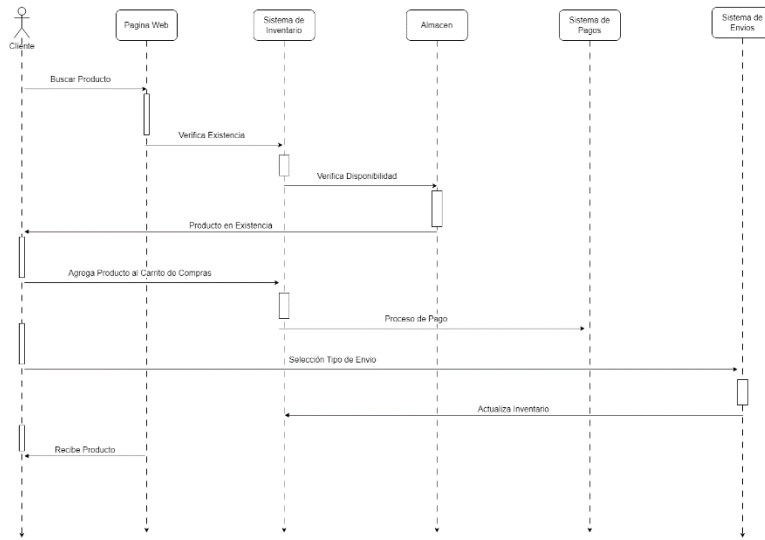 Cliente
Pagina Web
Sistema de
Inventario
Almacen
Sistema de
Pagos
Sistema de
Envios
Buscar Producto
Verifica Existencia
Verifica Disponibilidad
Producto en Existencia
Agrega Producto al Carrito de Compras
Proceso de Pago
Selección Tipo de Envio
Actualiza Inventario
Recibe Producto